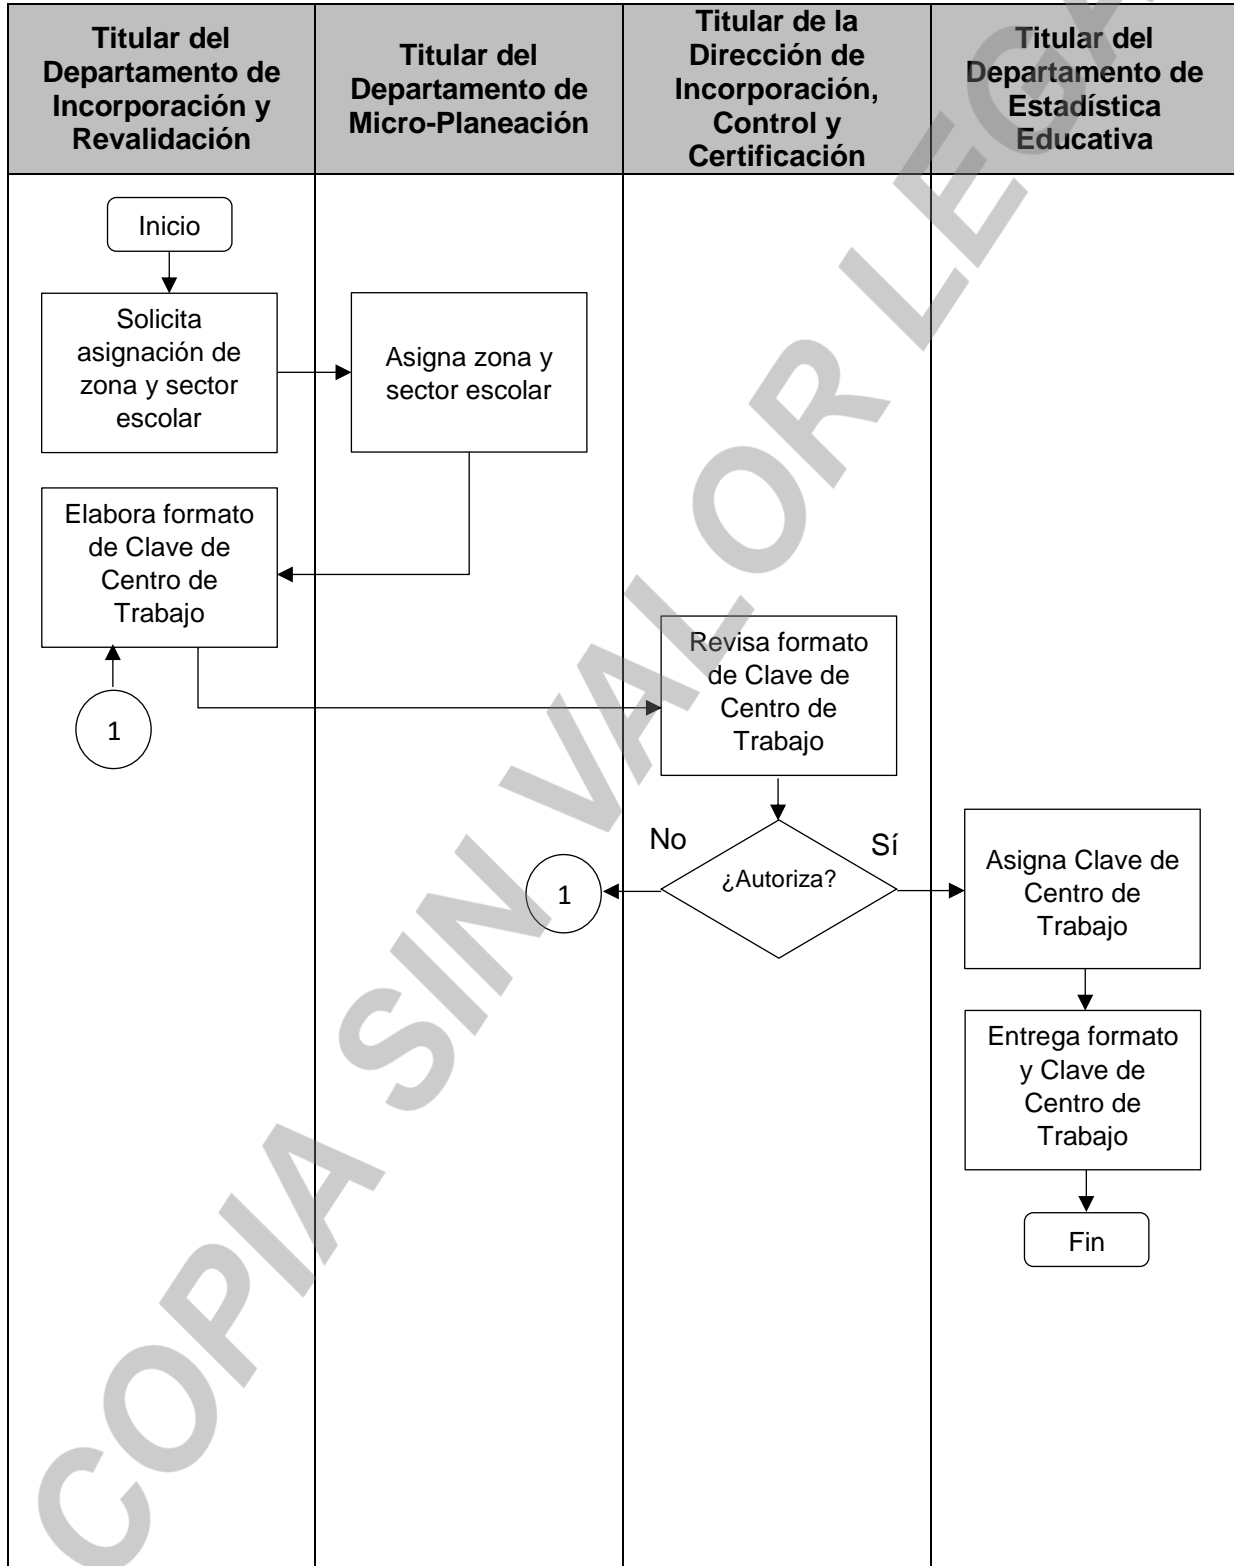 Titular del
Departamento de
Incorporación y
Revalidación
Titular del
Departamento de
Micro-Planeación
Titular de la
Dirección de
Incorporación,
Control y
Certificación
Titular del
Departamento de
Estadística
Educativa
Inicio
Solicita
asignación de
zona y sector
escolar
Asigna zona y
sector escolar
Elabora formato
de Clave de
Centro de
Trabajo
1
Revisa formato
de Clave de
Centro de
Trabajo
¿Autoriza?
No
Sí
1
Asigna Clave de
Centro de
Trabajo
Entrega formato
y Clave de
Centro de
Trabajo
Fin
COPIA SIN VALOR LEGA